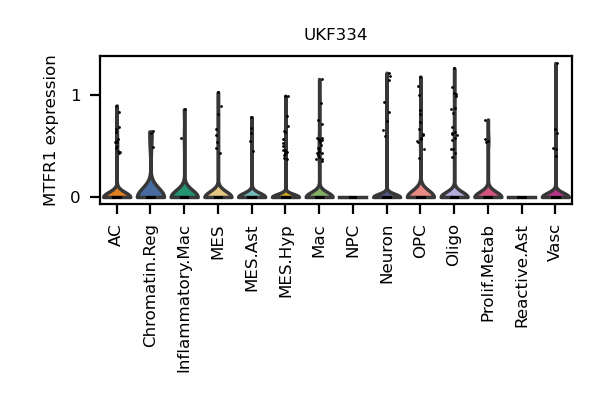 UKF334
MTFR1 expression
1
0
AC
Chromatin.Reg
Inflammatory.Mac
MES
MES.Ast
MES.Hyp
Mac
NPC
Neuron
OPC
Oligo
Prolif.Metab
Reactive.Ast
Vasc